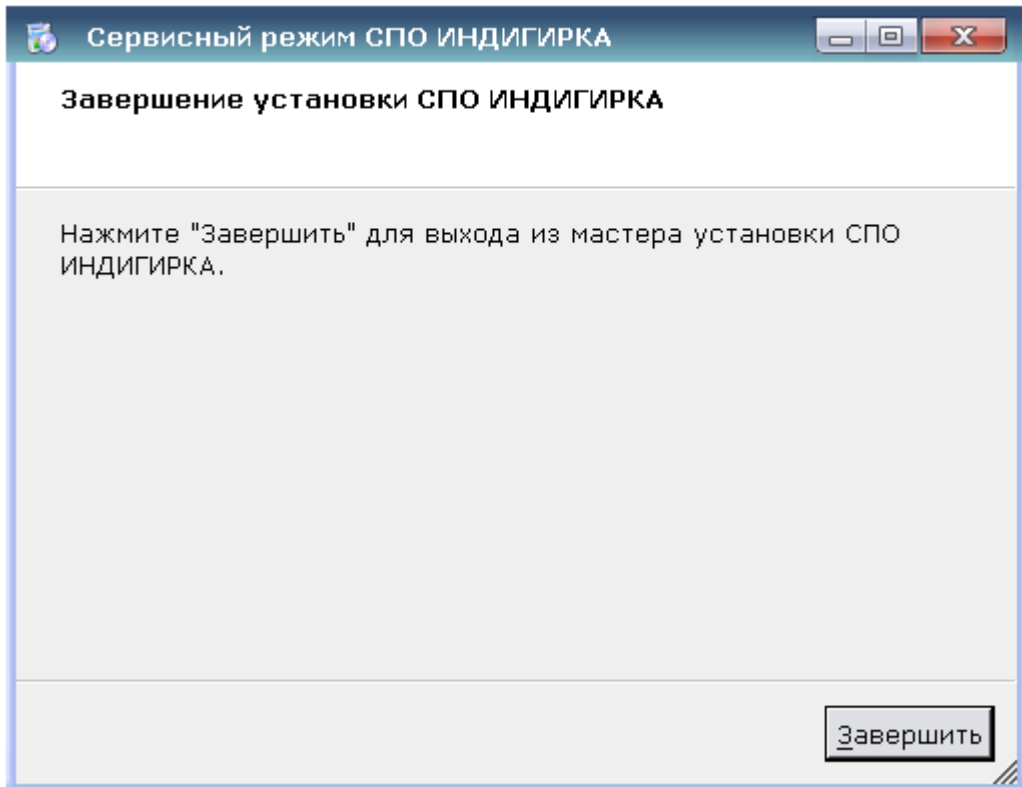 Сервисный режим СПО ИНДИГИРКА
Завершение установки СПО ИНДИГИРКА
Нажмите "Завершить" для выхода из мастера установки СПО
ИНДИГИРКА.
Завершить